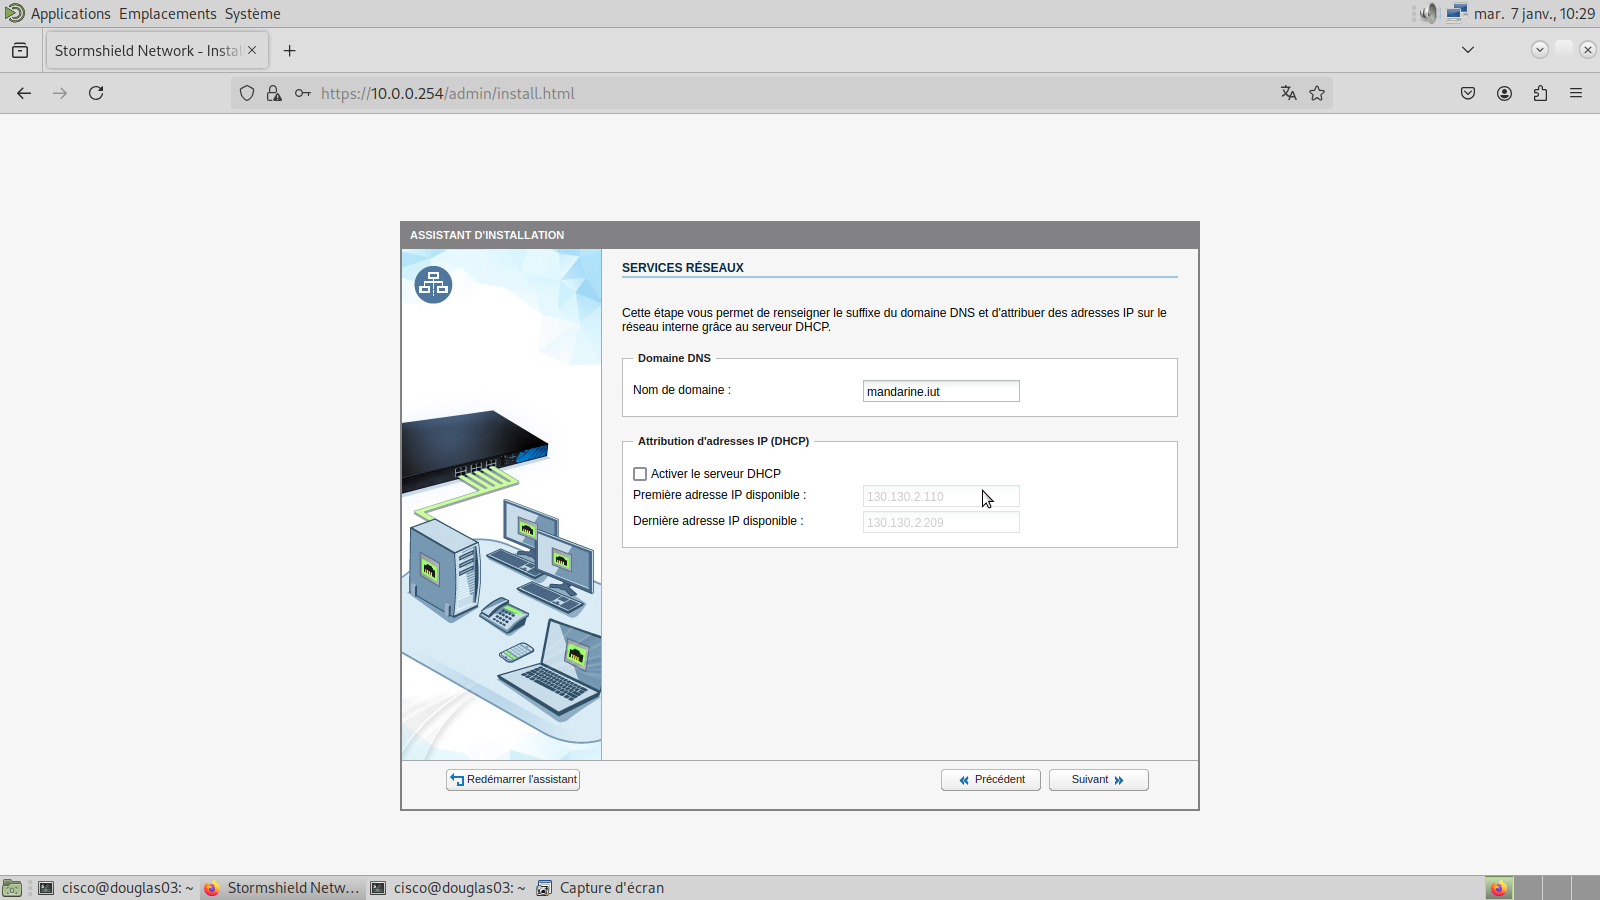 Applications Emplacements Système
mar. 7 janv., 10:29
Stormshield Network - Insta
https://10.0.0.254/admin/install.html
ASSISTANT D'INSTALLATION
SERVICES RÉSEAUX
Cette étape vous permet de renseigner le suffixe du domaine DNS et d'attribuer des adresses IP sur le
réseau interne grâce au serveur DHCP.
Domaine DNS
Nom de domaine :
mandarine.iut
Attribution d'adresses IP (DHCP)
Activer le serveur DHCP
Première adresse IP disponible :
130.130.2.110
Dernière adresse IP disponible :
130.130.2.209
Redémarrer l'assistant
Précédent
Suivant
cisco@douglas03: ~
Stormshield Netw...
cisco@douglas03: ~
Capture d'écran